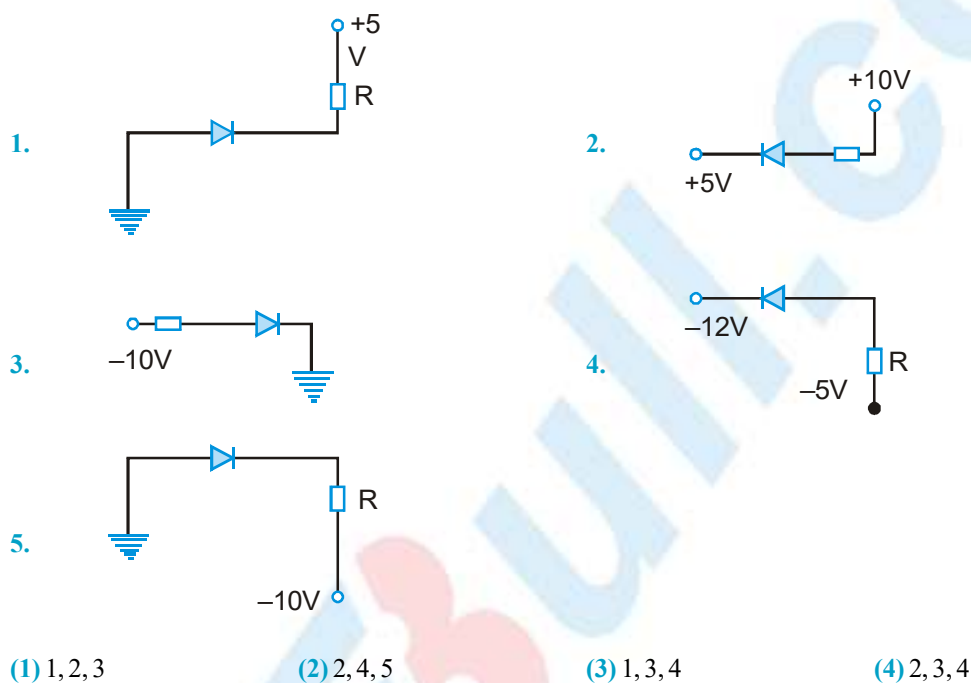 +5
V
R
1.
+10V
2.
+5V
–10V
3.
–12V
4.
R
–5V
R
5.
–10V
(1) 1, 2, 3 (2) 2, 4, 5 (3) 1, 3, 4 (4) 2, 3, 4